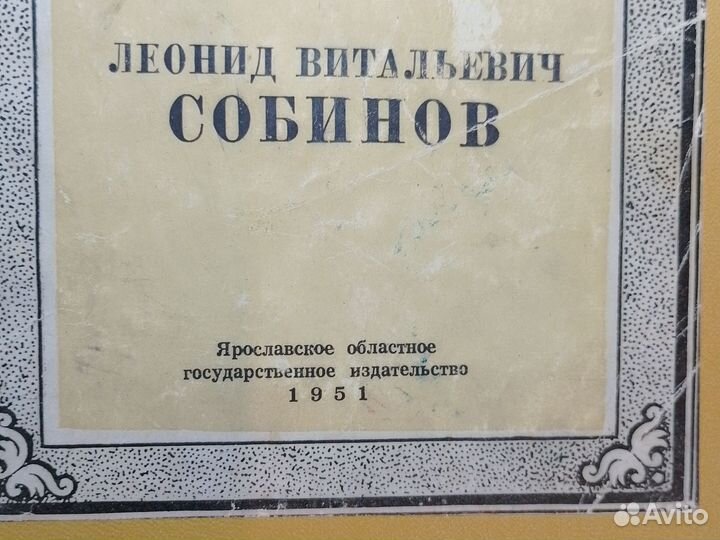 ЛЕОНИД ВИТАЛЬЕВИЧ
СОБИНОВ
Ярославское областное
государственное издательство
1951
Avito